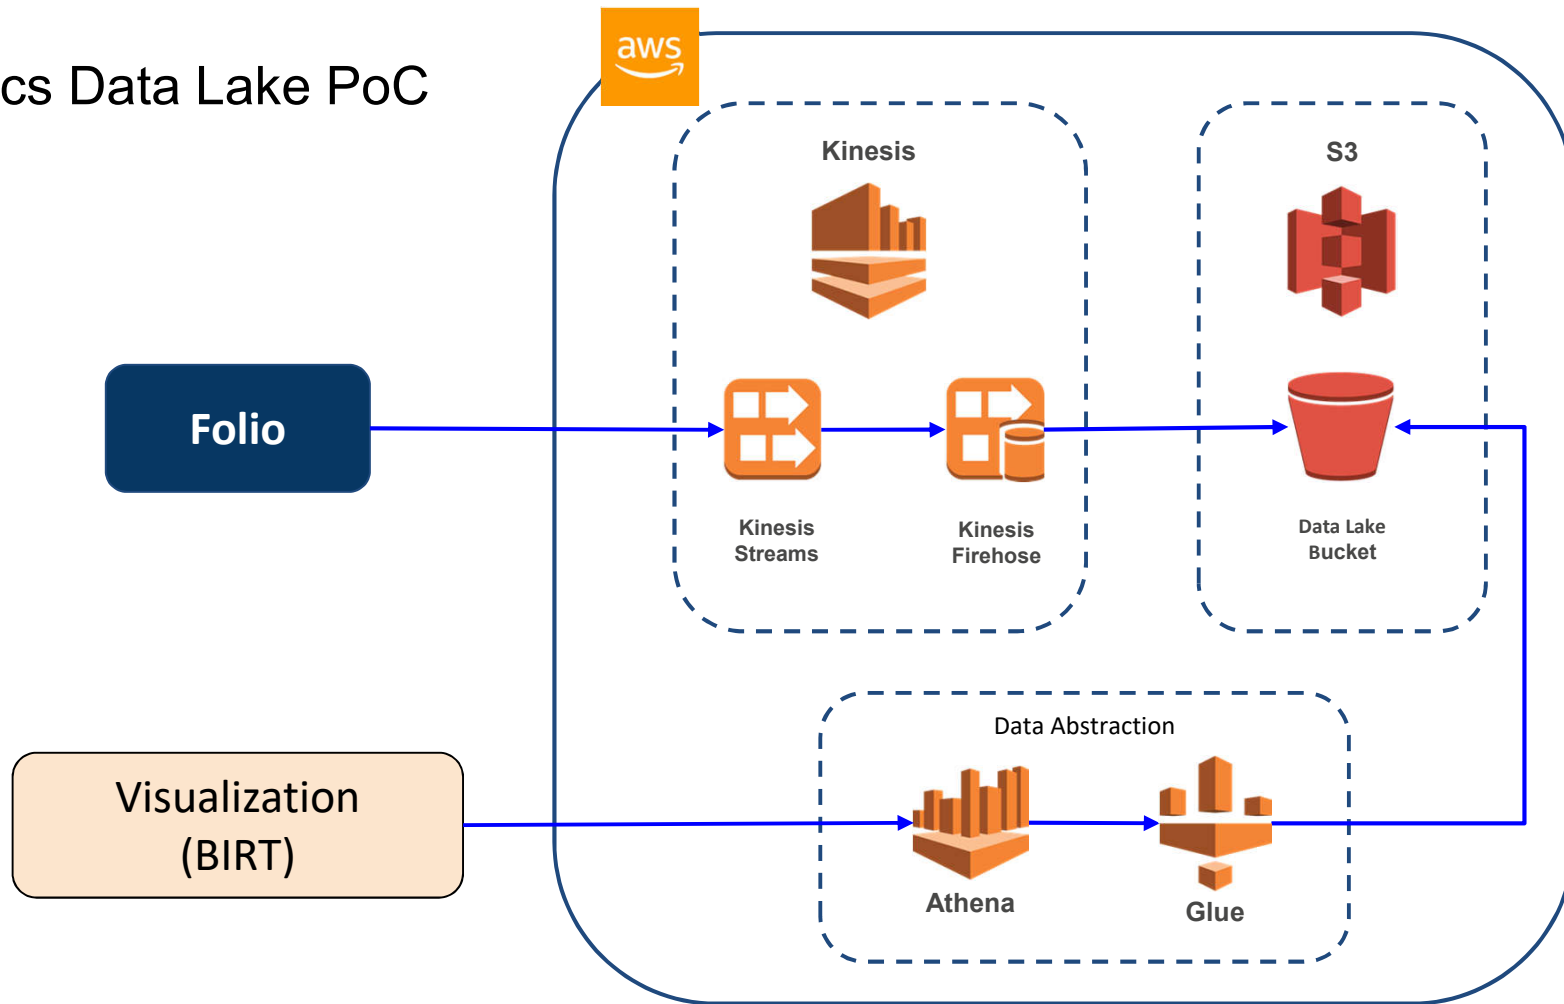 cs Data Lake PoC
aws
Kinesis
S3
Folio
Kinesis
Streams
Kinesis
Firehose
Data Lake
Bucket
Data Abstraction
Visualization
(BIRT)
Athena
Glue